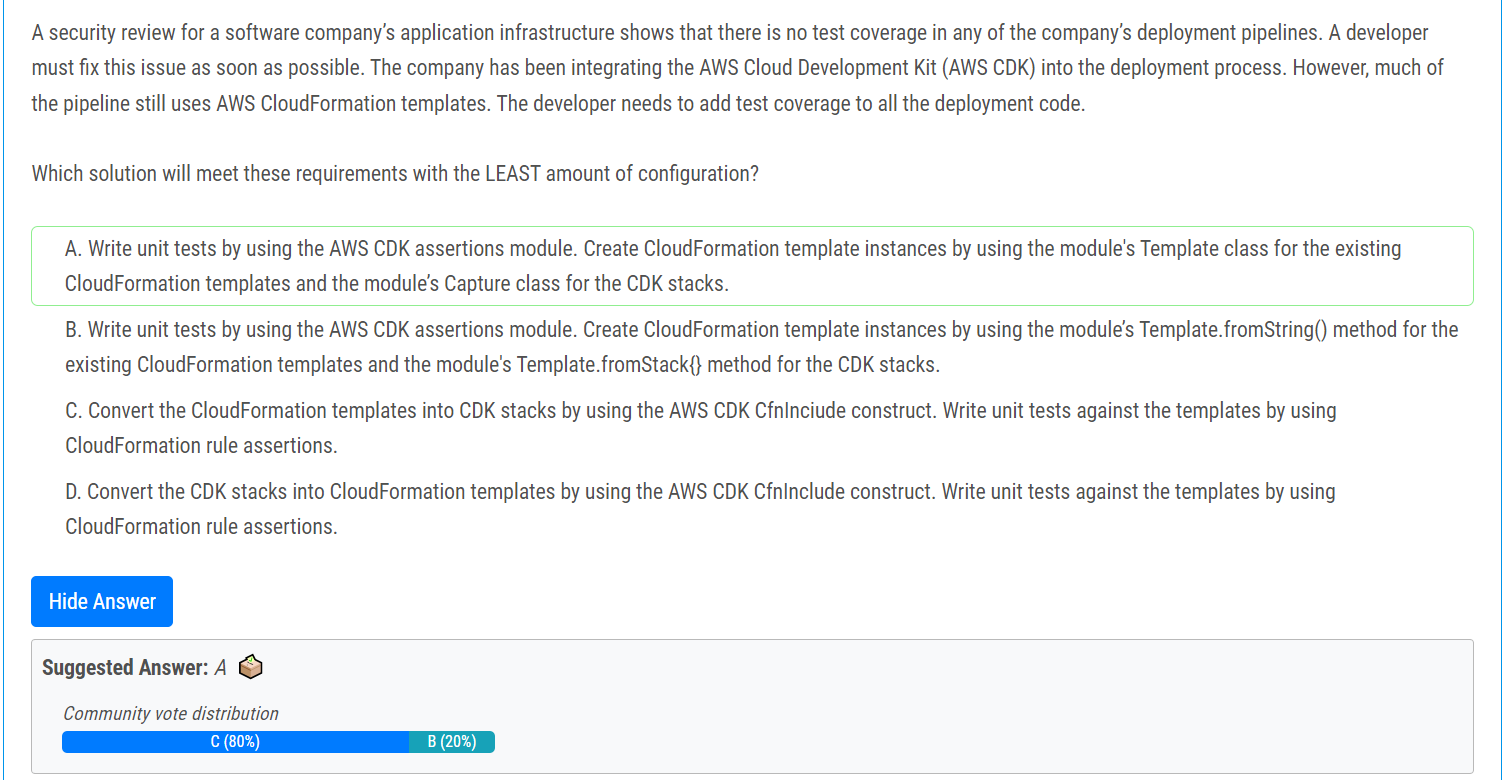 A security review for a software company’s application infrastructure shows that there is no test coverage in any of the company’s deployment pipelines. A developer
must fix this issue as soon as possible. The company has been integrating the AWS Cloud Development Kit (AWS CDK) into the deployment process. However, much of
the pipeline still uses AWS CloudFormation templates. The developer needs to add test coverage to all the deployment code.
Which solution will meet these requirements with the LEAST amount of configuration?
A. Write unit tests by using the AWS CDK assertions module. Create CloudFormation template instances by using the module's Template class for the existing
CloudFormation templates and the module’s Capture class for the CDK stacks.
B. Write unit tests by using the AWS CDK assertions module. Create CloudFormation template instances by using the module’s Template.fromString() method for the
existing CloudFormation templates and the module's Template.fromStack{} method for the CDK stacks.
C. Convert the CloudFormation templates into CDK stacks by using the AWS CDK CfnInciude construct. Write unit tests against the templates by using
CloudFormation rule assertions.
D. Convert the CDK stacks into CloudFormation templates by using the AWS CDK CfnInclude construct. Write unit tests against the templates by using
CloudFormation rule assertions.
Hide Answer
Suggested Answer: A
Community vote distribution
C (80%) B (20%)